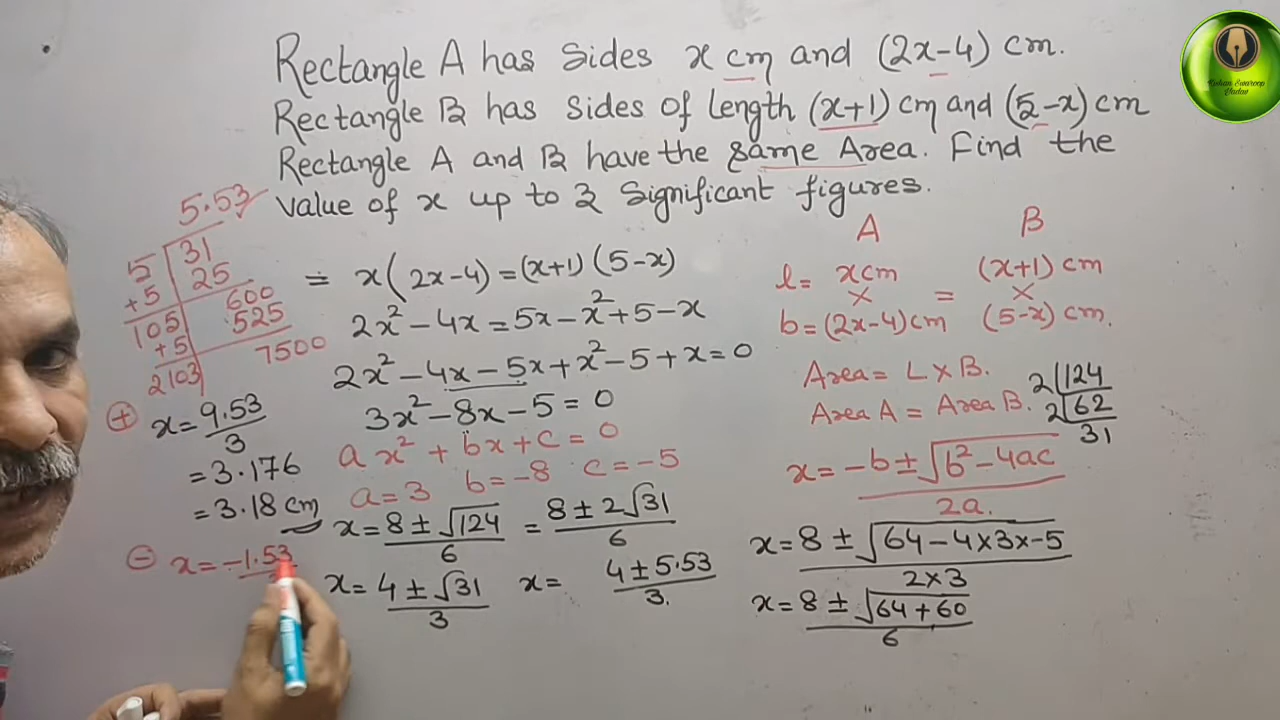 Rectangle A has Sides x cm and (2x-4) cm.
Rectangle B has Sides of length (x+1) cm and (5-x) cm
Rectangle A and B have the same Area. Find the
value of x up to 3 Significant figures.
5.53
5 | 31
+5 | 25
105 | 600
+5 | 525
2103 | 7500
= x(2x-4) = (x+1)(5-x)
2x² - 4x = 5x - x² + 5 - x
2x² - 4x - 5x + x² - 5 + x = 0
3x² - 8x - 5 = 0
ax² + bx + c = 0
a = 3 b = -8 c = -5
x = 8 ± √124 / 6 = 8 ± 2√31 / 6
x = 4 ± √31 / 3 x = 4 ± 5.53 / 3.
A B
l = x cm (x+1) cm
× = ×
b = (2x-4) cm (5-x) cm.
Area = L × B.
Area A = Area B.
2 | 124
2 | 62
31
x = -b ± √b² - 4ac / 2a.
x = 8 ± √64 - 4×3×-5 / 2×3
x = 8 ± √64 + 60 / 6
⊕ x = 9.53 / 3
= 3.176
= 3.18 cm
⊖ x = -1.53
Rohan Swaroop
Yadav